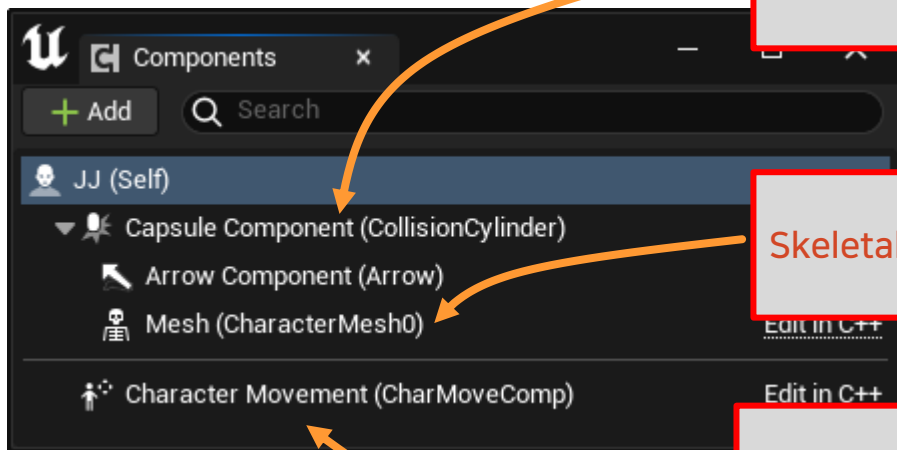 Components
Add
Search
JJ (Self)
Capsule Component (CollisionCylinder)
Skeletal
Arrow Component (Arrow)
Mesh (CharacterMesh0)
Edit in C++
Character Movement (CharMoveComp)
Edit in C++